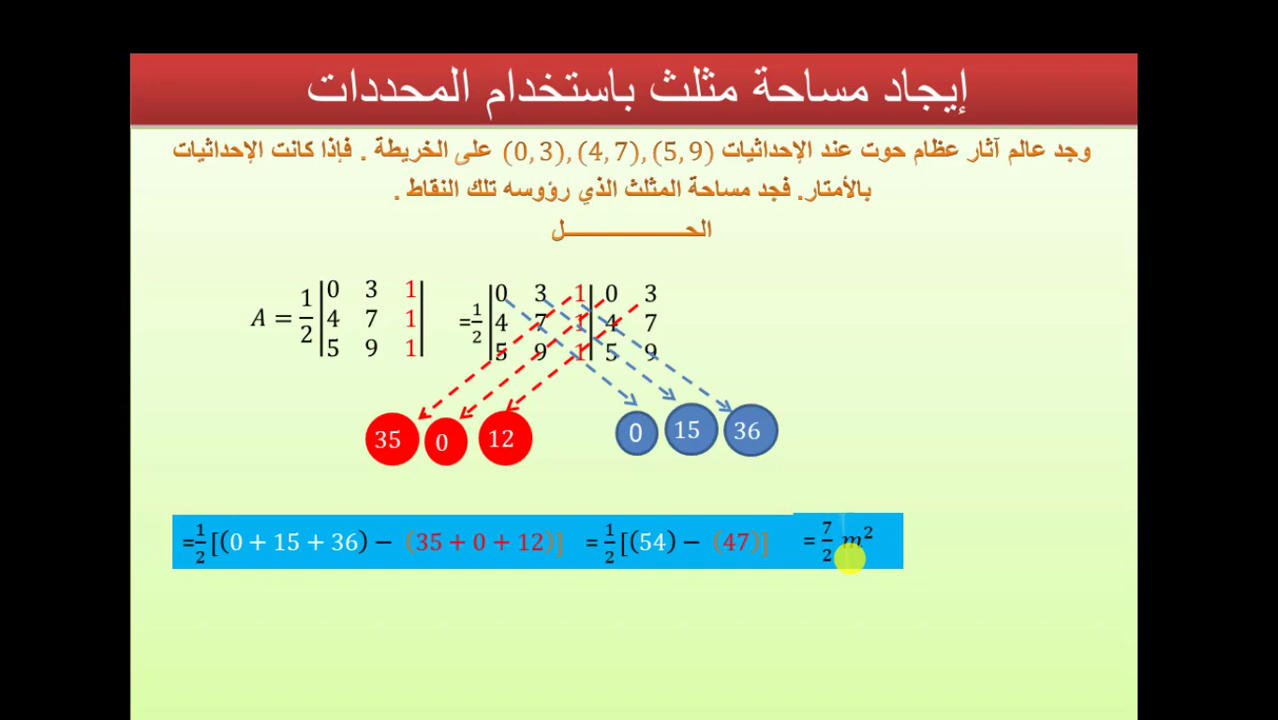 إيجاد مساحة مثلث باستخدام المحددات
وجد عالم آثار عظام حوت عند الإحداثيات (0, 3), (4, 7), (5, 9) على الخريطة . فإذا كانت الإحداثيات
بالأمتار. فجد مساحة المثلث الذي رؤوسه تلك النقاط .
الحـــــــــــــل
A = 1/2 |0 3 1| =1/2 |0 3 1| 0 3
|4 7 1| |4 7 1| 4 7
|5 9 1| |5 9 1| 5 9
35 0 12 0 15 36
=1/2 [(0 + 15 + 36) − (35 + 0 + 12)] = 1/2 [(54) − (47)] = 7/2 m²